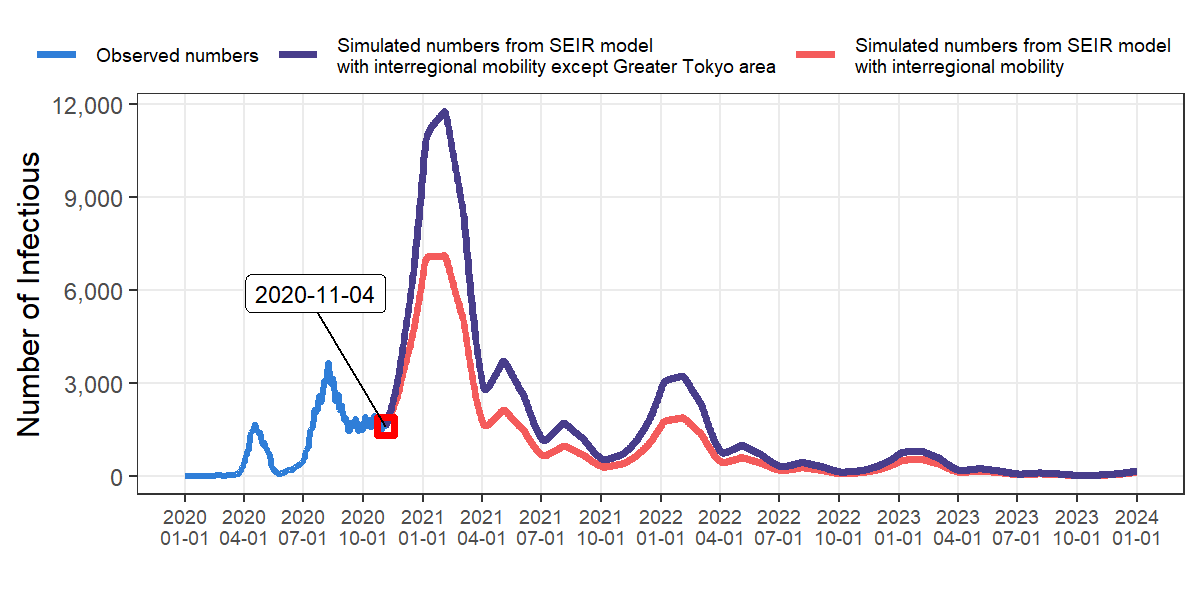 Observed numbers
Simulated numbers from SEIR model
with interregional mobility except Greater Tokyo area
Simulated numbers from SEIR model
with interregional mobility
Number of Infectious
12,000
9,000
6,000
3,000
0
2020-11-04
2020 2020 2020 2020 2021 2021 2021 2021 2022 2022 2022 2022 2023 2023 2023 2023 2024
01-01 04-01 07-01 10-01 01-01 04-01 07-01 10-01 01-01 04-01 07-01 10-01 01-01 04-01 07-01 10-01 01-01